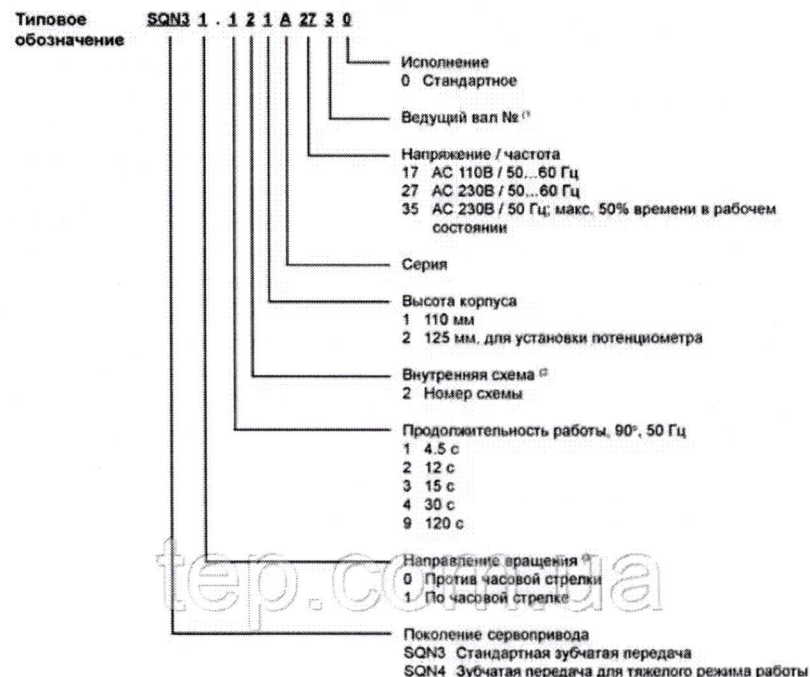 Типовое SQN3 1 . 1 2 1 A 27 3 0
обозначение
Исполнение
0 Стандартное
Ведущий вал № (1
Напряжение / частота
17 AC 110В / 50...60 Гц
27 AC 230В / 50...60 Гц
35 AC 230В / 50 Гц; макс. 50% времени в рабочем
состоянии
Серия
Высота корпуса
1 110 мм
2 125 мм, для установки потенциометра
Внутренняя схема (2
2 Номер схемы
Продолжительность работы, 90°, 50 Гц
1 4.5 с
2 12 с
3 15 с
4 30 с
9 120 с
Направление вращения
0 Против часовой стрелки
1 По часовой стрелке
tep.com.ua
Поколение сервопривода
SQN3 Стандартная зубчатая передача
SQN4 Зубчатая передача для тяжелого режима работы